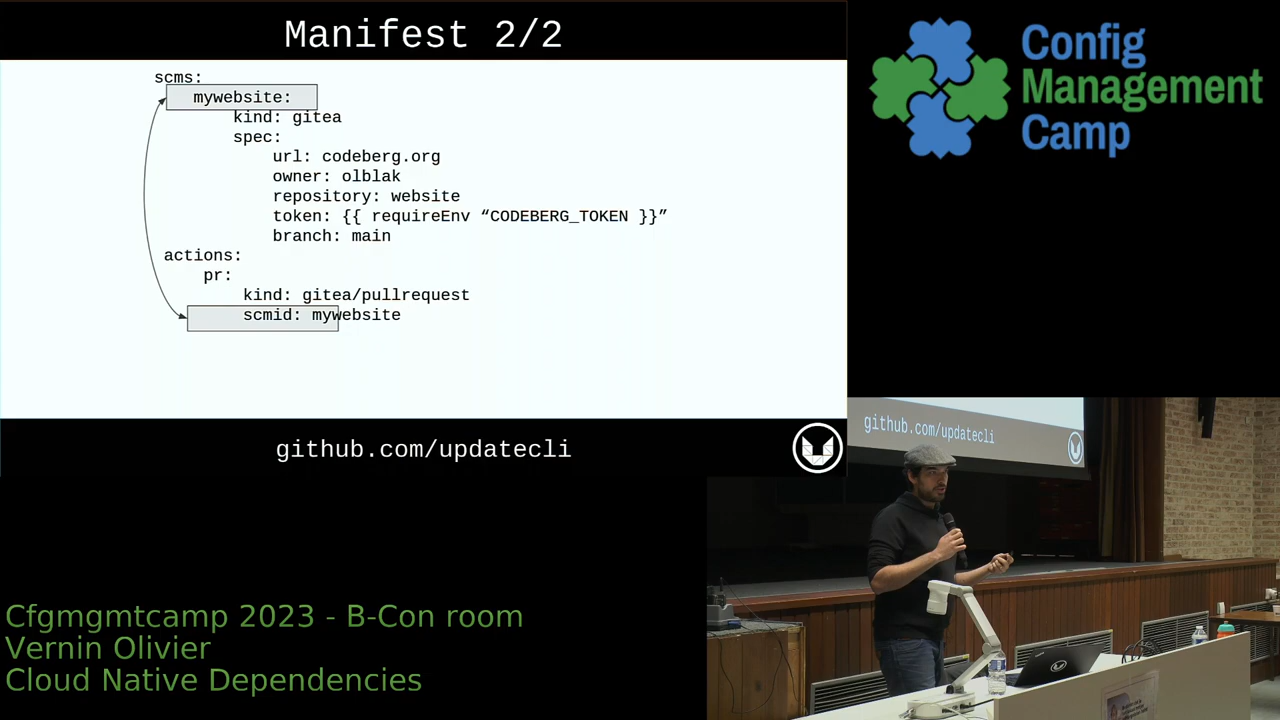 Manifest 2/2
scms:
mywebsite:
kind: gitea
spec:
url: codeberg.org
owner: olblak
repository: website
token: {{ requireEnv “CODEBERG_TOKEN }}”
branch: main
actions:
pr:
kind: gitea/pullrequest
scmid: mywebsite
github.com/updatecli
Config
Management
Camp
github.com/updatecli
Cfgmgmtcamp 2023 - B-Con room
Vernin Olivier
Cloud Native Dependencies